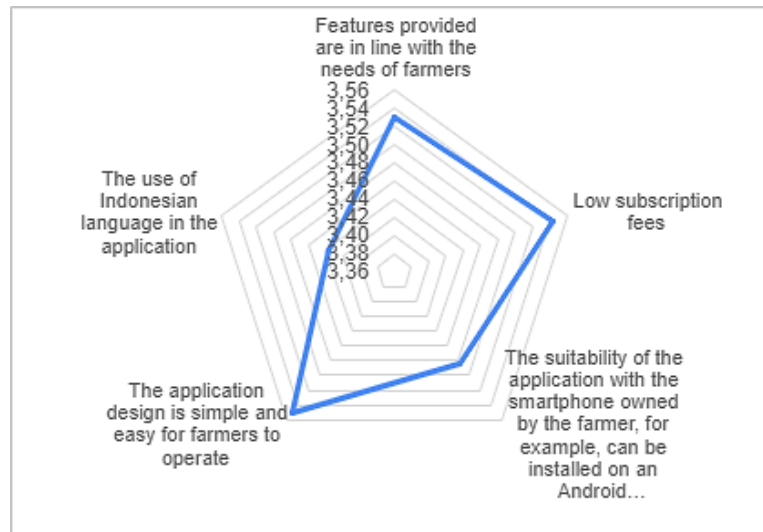 Features provided
are in line with the
needs of farmers
3,56
3,54
3,52
3,50
3,48
3,46
3,44
3,42
3,40
3,38
3,36
The use of
Indonesian
language in the
application
Low subscription
fees
The suitability of the
application with the
smartphone owned
by the farmer, for
example, can be
installed on an
Android...
The application
design is simple and
easy for farmers to
operate